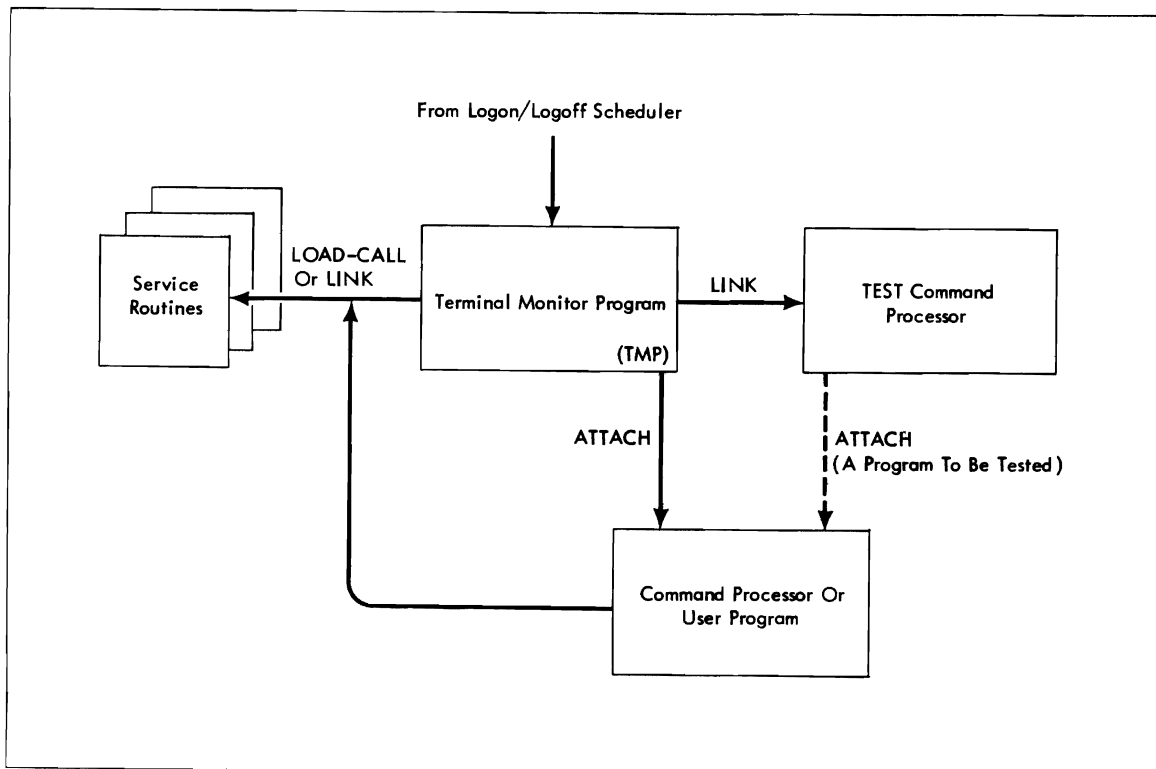 From Logon/Logoff Scheduler
LOAD-CALL
Or LINK
Service
Routines
Terminal Monitor Program
(TMP)
LINK
TEST Command
Processor
ATTACH
ATTACH
(A Program To Be Tested)
Command Processor Or
User Program